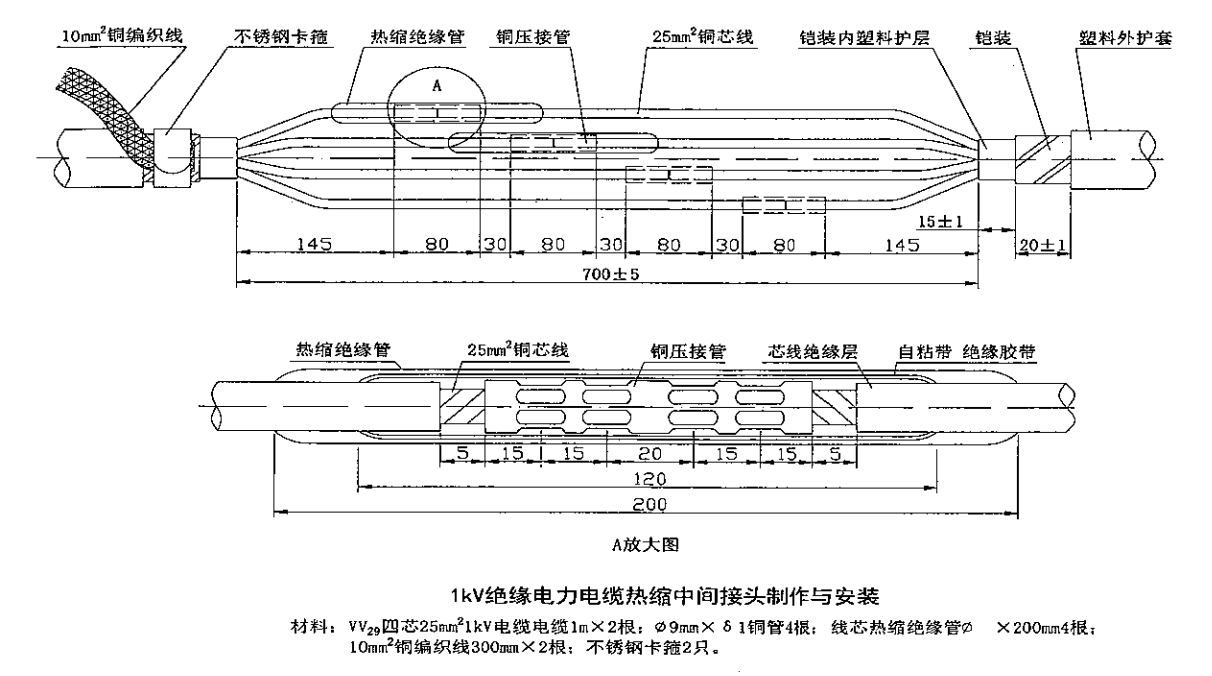 10mm²铜编织线 不锈钢卡箍 热缩绝缘管 铜压接管 25mm²铜芯线 铠装内塑料护层 铠装 塑料外护套
A
15±1
145 80 30 80 30 80 30 80 145 20±1
700±5
热缩绝缘管 25mm²铜芯线 铜压接管 芯线绝缘层 自粘带 绝缘胶带
5 15 15 20 15 15 5
120
200
A放大图
1kV绝缘电力电缆热缩中间接头制作与安装
材料：VV₂₉四芯25mm²1kV电缆电缆1m×2根；∅9mm×δ1铜管4根；线芯热缩绝缘管∅ ×200mm4根；
10mm²铜编织线300mm×2根；不锈钢卡箍2只。